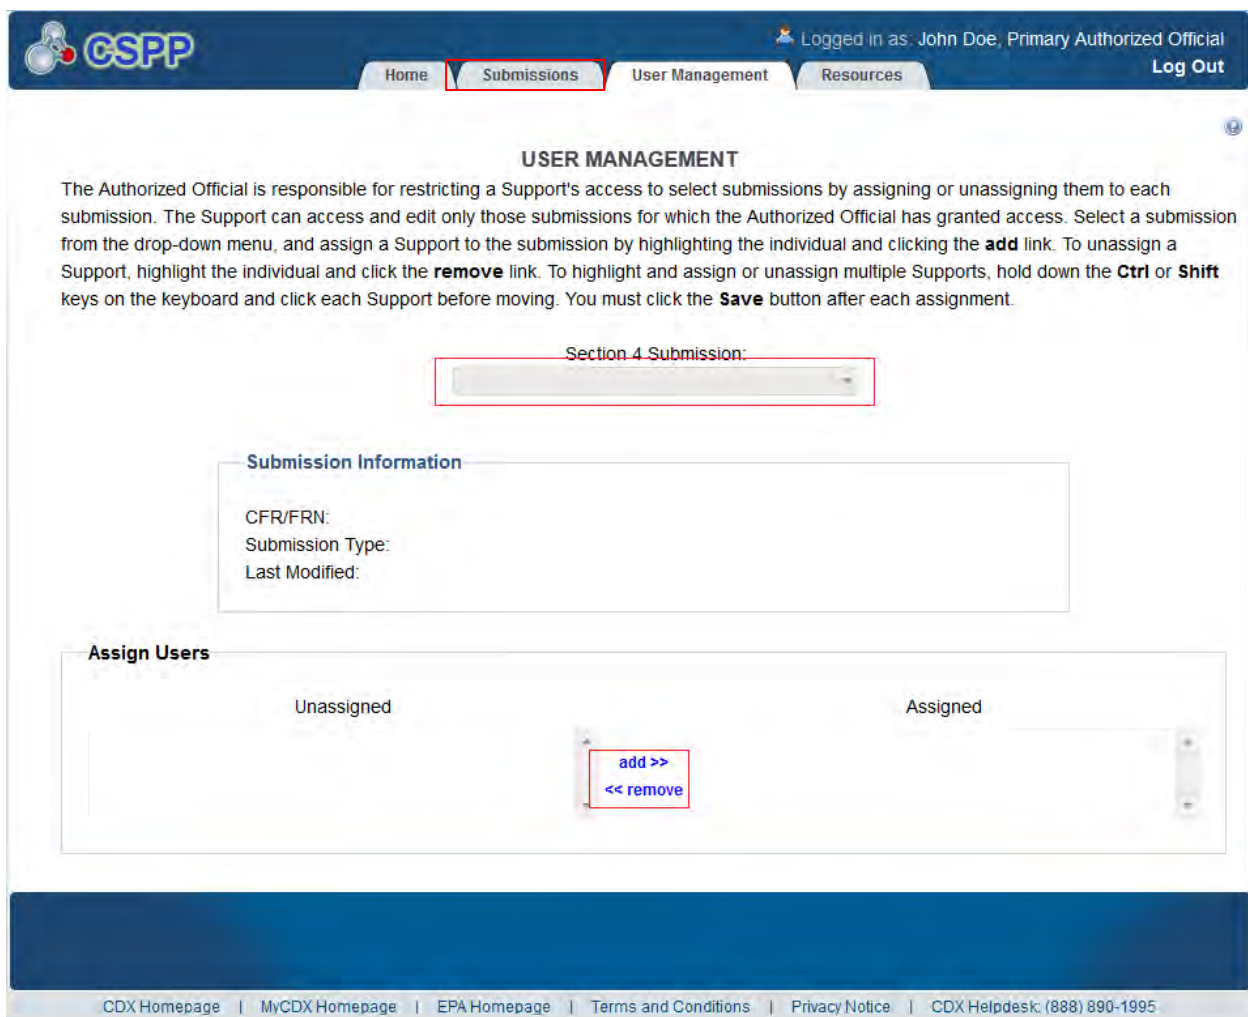 CSPP
Logged in as: John Doe, Primary Authorized Official
Log Out
Home Submissions User Management Resources
USER MANAGEMENT
The Authorized Official is responsible for restricting a Support's access to select submissions by assigning or unassigning them to each
submission. The Support can access and edit only those submissions for which the Authorized Official has granted access. Select a submission
from the drop-down menu, and assign a Support to the submission by highlighting the individual and clicking the add link. To unassign a
Support, highlight the individual and click the remove link. To highlight and assign or unassign multiple Supports, hold down the Ctrl or Shift
keys on the keyboard and click each Support before moving. You must click the Save button after each assignment.
Section 4 Submission:
Submission Information
CFR/FRN:
Submission Type:
Last Modified:
Assign Users
Unassigned Assigned
add >>
<< remove
CDX Homepage | MyCDX Homepage | EPA Homepage | Terms and Conditions | Privacy Notice | CDX Helpdesk: (888) 890-1995